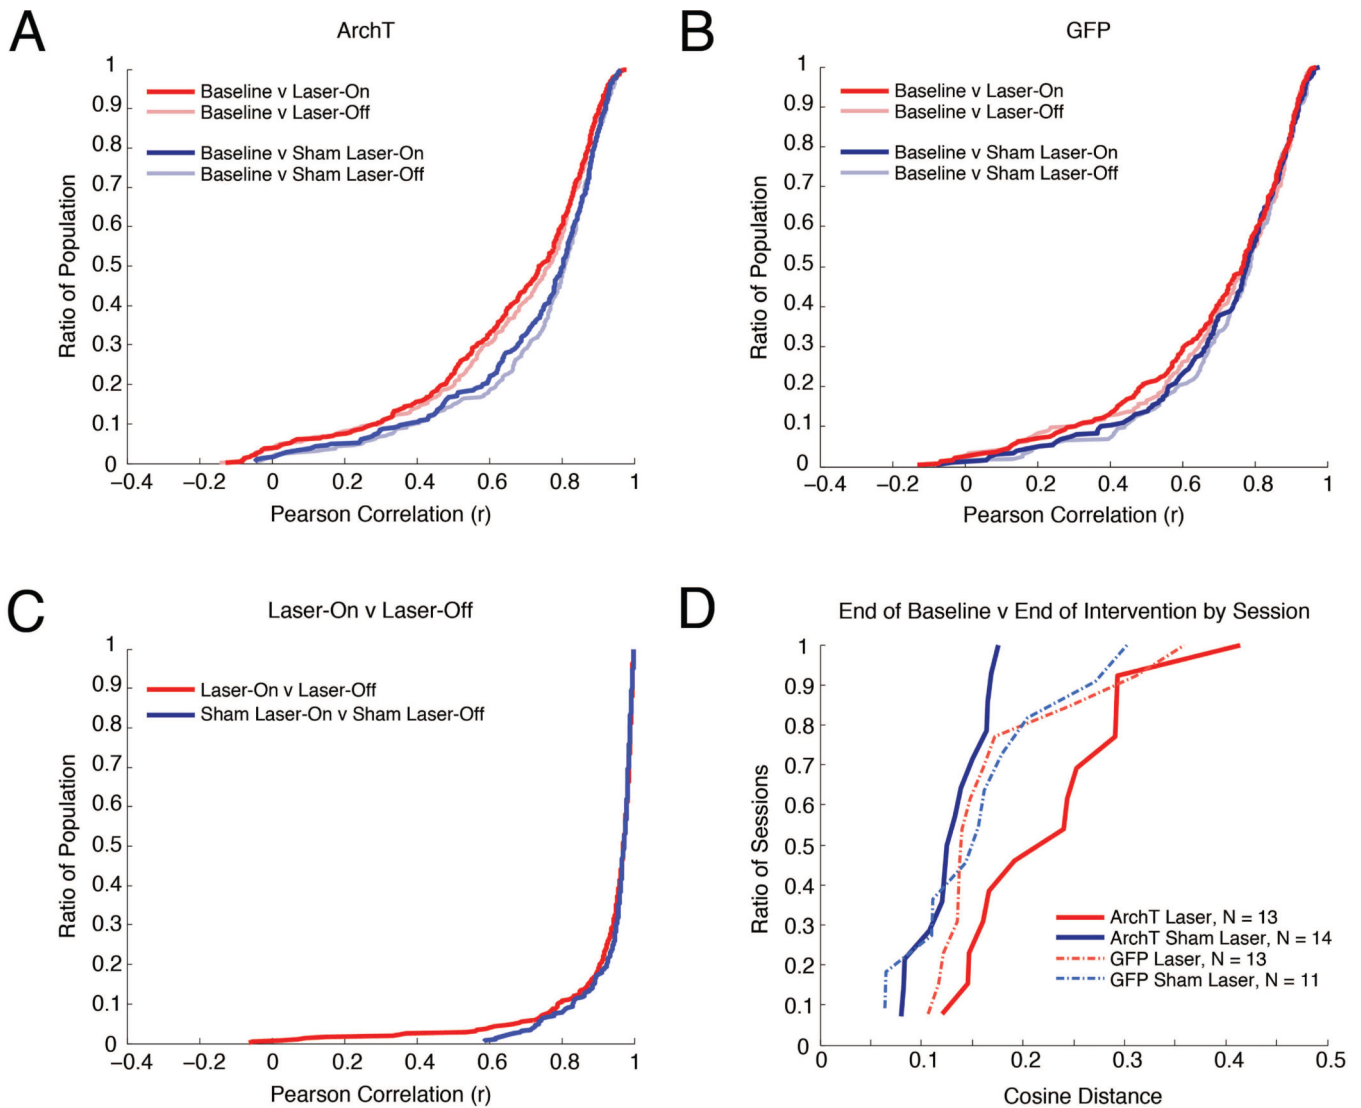 A
ArchT
Baseline v Laser-On
Baseline v Laser-Off
Baseline v Sham Laser-On
Baseline v Sham Laser-Off
Ratio of Population
1
0.9
0.8
0.7
0.6
0.5
0.4
0.3
0.2
0.1
0
−0.4 −0.2 0 0.2 0.4 0.6 0.8 1
Pearson Correlation (r)
B
GFP
Baseline v Laser-On
Baseline v Laser-Off
Baseline v Sham Laser-On
Baseline v Sham Laser-Off
Ratio of Population
1
0.9
0.8
0.7
0.6
0.5
0.4
0.3
0.2
0.1
0
−0.4 −0.2 0 0.2 0.4 0.6 0.8 1
Pearson Correlation (r)
C
Laser-On v Laser-Off
Laser-On v Laser-Off
Sham Laser-On v Sham Laser-Off
Ratio of Population
1
0.9
0.8
0.7
0.6
0.5
0.4
0.3
0.2
0.1
0
−0.4 −0.2 0 0.2 0.4 0.6 0.8 1
Pearson Correlation (r)
D
End of Baseline v End of Intervention by Session
Ratio of Sessions
1
0.9
0.8
0.7
0.6
0.5
0.4
0.3
0.2
0.1
0
ArchT Laser, N = 13
ArchT Sham Laser, N = 14
GFP Laser, N = 13
GFP Sham Laser, N = 11
0 0.1 0.2 0.3 0.4 0.5
Cosine Distance